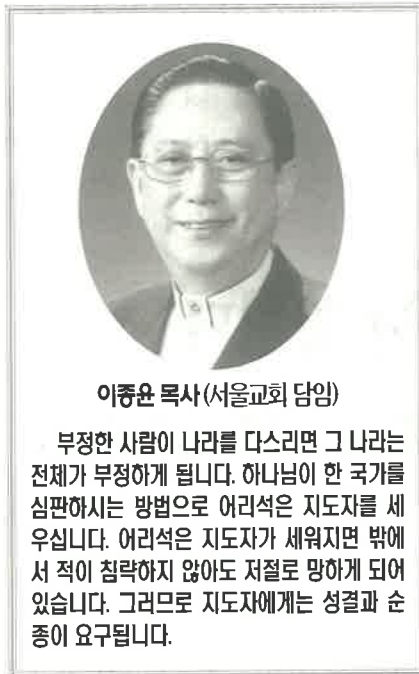 이종윤 목사(서울교회 담임)
부정한 사람이 나라를 다스리면 그 나라는
전체가 부정하게 됩니다. 하나님이 한 국가를
심판하시는 방법으로 어리석은 지도자를 세
우십니다. 어리석은 지도자가 세워지면 밖에
서 적이 침략하지 않아도 저절로 망하게 되어
있습니다. 그러므로 지도자에게는 성결과 순
종이 요구됩니다.